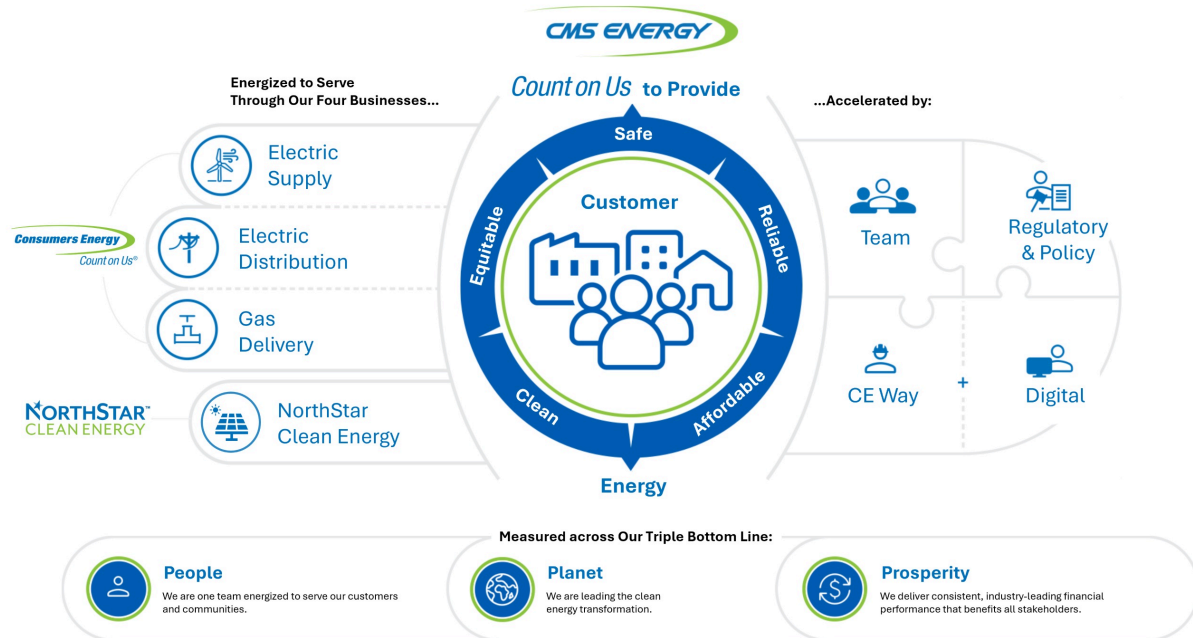 CMS ENERGY
Energized to Serve
Through Our Four Businesses...
Count on Us to Provide
...Accelerated by:
Electric
Supply
Consumers Energy
Count on Us®
Electric
Distribution
Gas
Delivery
NORTHSTAR™
CLEAN ENERGY
NorthStar
Clean Energy
Safe
Reliable
Affordable
Clean
Equitable
Customer
Energy
Team
Regulatory
& Policy
CE Way
+
Digital
Measured across Our Triple Bottom Line:
People
We are one team energized to serve our customers
and communities.
Planet
We are leading the clean
energy transformation.
Prosperity
We deliver consistent, industry-leading financial
performance that benefits all stakeholders.